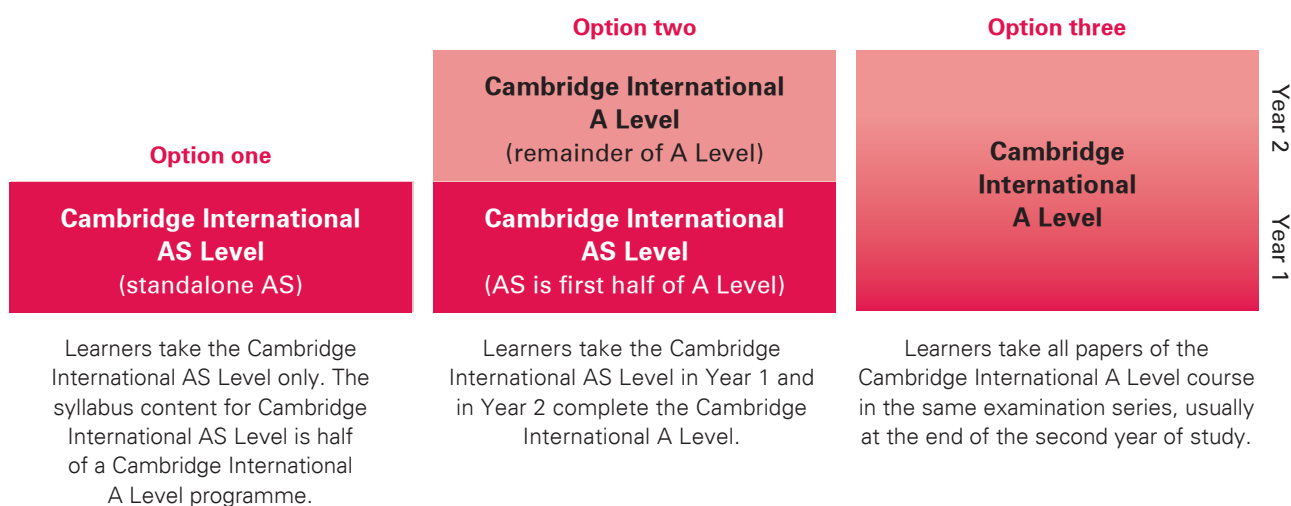 Option one
Cambridge International
AS Level
(standalone AS)
Learners take the Cambridge
International AS Level only. The
syllabus content for Cambridge
International AS Level is half
of a Cambridge International
A Level programme.
Option two
Cambridge International
A Level
(remainder of A Level)
Cambridge International
AS Level
(AS is first half of A Level)
Learners take the Cambridge
International AS Level in Year 1 and
in Year 2 complete the Cambridge
International A Level.
Option three
Cambridge
International
A Level
Learners take all papers of the
Cambridge International A Level course
in the same examination series, usually
at the end of the second year of study.
Year 2
Year 1